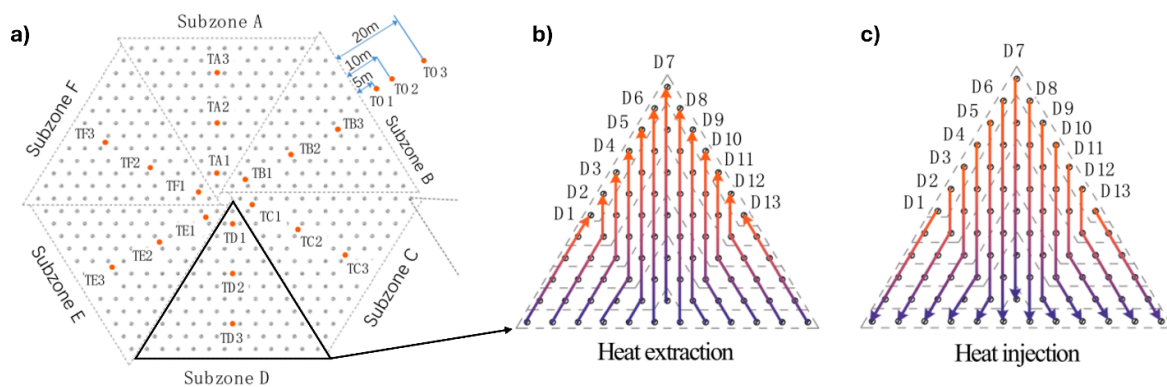 a)
Subzone A
20m
10m
5m
TO 1
TO 2
TO 3
Subzone F
TA3
TA2
TA1
TF3
TF2
TF1
TB3
TB2
TB1
Subzone B
TE1
TE2
TE3
TD1
TD2
TD3
TC1
TC2
TC3
Subzone E
Subzone C
Subzone D
b)
D7
D6
D8
D5
D9
D4
D10
D3
D11
D2
D12
D1
D13
Heat extraction
c)
D7
D6
D8
D5
D9
D4
D10
D3
D11
D2
D12
D1
D13
Heat injection